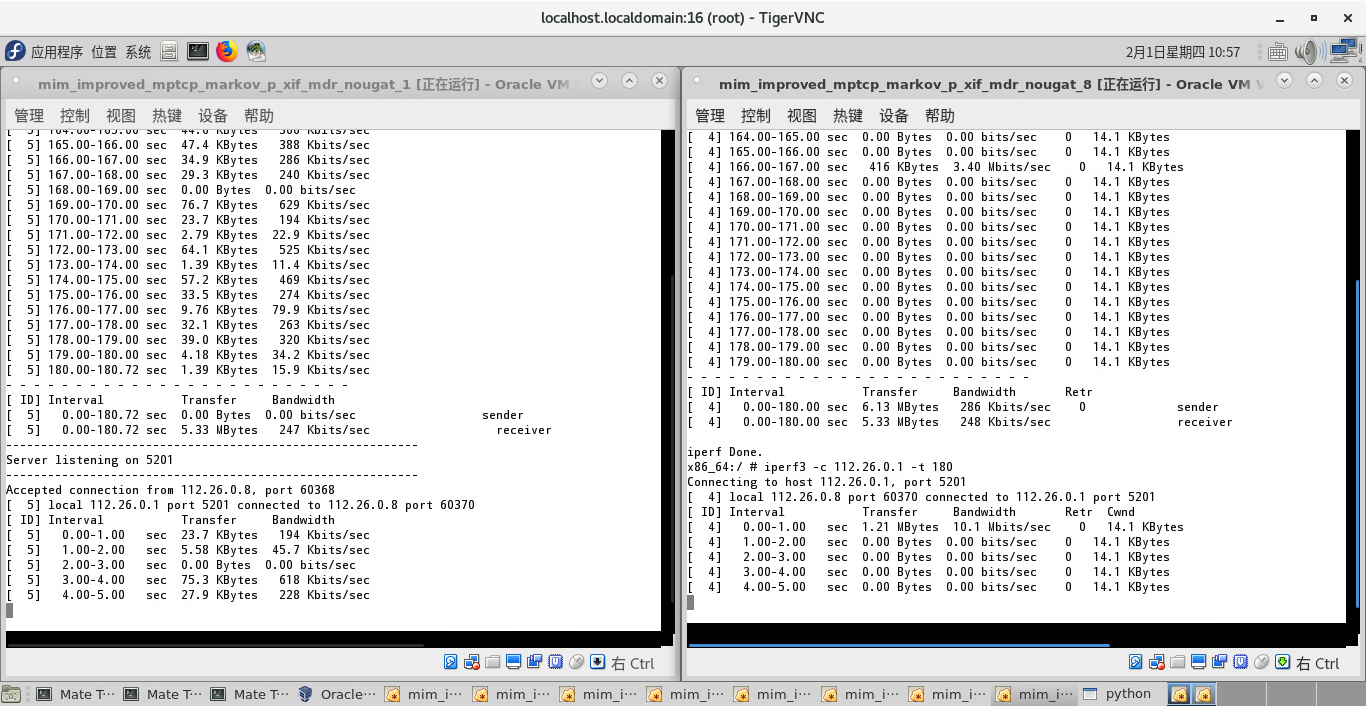 localhost.localdomain:16 (root) - TigerVNC
应用程序 位置 系统
2月1日星期四 10:57
mim_improved_mptcp_markov_p_xif_mdr_nougat_1 [正在运行] - Oracle VM
管理 控制 视图 热键 设备 帮助
[  5] 164.00-165.00 sec  44.6 KBytes   366 Kbits/sec
[  5] 165.00-166.00 sec  47.4 KBytes   388 Kbits/sec
[  5] 166.00-167.00 sec  34.9 KBytes   286 Kbits/sec
[  5] 167.00-168.00 sec  29.3 KBytes   240 Kbits/sec
[  5] 168.00-169.00 sec  0.00 Bytes  0.00 bits/sec
[  5] 169.00-170.00 sec  76.7 KBytes   629 Kbits/sec
[  5] 170.00-171.00 sec  23.7 KBytes   194 Kbits/sec
[  5] 171.00-172.00 sec  2.79 KBytes  22.9 Kbits/sec
[  5] 172.00-173.00 sec  64.1 KBytes   525 Kbits/sec
[  5] 173.00-174.00 sec  1.39 KBytes  11.4 Kbits/sec
[  5] 174.00-175.00 sec  57.2 KBytes   469 Kbits/sec
[  5] 175.00-176.00 sec  33.5 KBytes   274 Kbits/sec
[  5] 176.00-177.00 sec  9.76 KBytes  79.9 Kbits/sec
[  5] 177.00-178.00 sec  32.1 KBytes   263 Kbits/sec
[  5] 178.00-179.00 sec  39.0 KBytes   320 Kbits/sec
[  5] 179.00-180.00 sec  4.18 KBytes  34.2 Kbits/sec
[  5] 180.00-180.72 sec  1.39 KBytes  15.9 Kbits/sec
- - - - - - - - - - - - - - - - - - - - - - - - -
[ ID] Interval           Transfer     Bandwidth
[  5]   0.00-180.72 sec  0.00 Bytes  0.00 bits/sec                  sender
[  5]   0.00-180.72 sec  5.33 MBytes   247 Kbits/sec                  receiver
-----------------------------------------------------------
Server listening on 5201
-----------------------------------------------------------
Accepted connection from 112.26.0.8, port 60368
[  5] local 112.26.0.1 port 5201 connected to 112.26.0.8 port 60370
[ ID] Interval           Transfer     Bandwidth
[  5]   0.00-1.00   sec  23.7 KBytes   194 Kbits/sec
[  5]   1.00-2.00   sec  5.58 KBytes  45.7 Kbits/sec
[  5]   2.00-3.00   sec  0.00 Bytes  0.00 bits/sec
[  5]   3.00-4.00   sec  75.3 KBytes   618 Kbits/sec
[  5]   4.00-5.00   sec  27.9 KBytes   228 Kbits/sec
右 Ctrl
mim_improved_mptcp_markov_p_xif_mdr_nougat_8 [正在运行] - Oracle VM
管理 控制 视图 热键 设备 帮助
[  4] 164.00-165.00 sec  0.00 Bytes  0.00 bits/sec    0   14.1 KBytes
[  4] 165.00-166.00 sec  0.00 Bytes  0.00 bits/sec    0   14.1 KBytes
[  4] 166.00-167.00 sec   416 KBytes  3.40 Mbits/sec    0   14.1 KBytes
[  4] 167.00-168.00 sec  0.00 Bytes  0.00 bits/sec    0   14.1 KBytes
[  4] 168.00-169.00 sec  0.00 Bytes  0.00 bits/sec    0   14.1 KBytes
[  4] 169.00-170.00 sec  0.00 Bytes  0.00 bits/sec    0   14.1 KBytes
[  4] 170.00-171.00 sec  0.00 Bytes  0.00 bits/sec    0   14.1 KBytes
[  4] 171.00-172.00 sec  0.00 Bytes  0.00 bits/sec    0   14.1 KBytes
[  4] 172.00-173.00 sec  0.00 Bytes  0.00 bits/sec    0   14.1 KBytes
[  4] 173.00-174.00 sec  0.00 Bytes  0.00 bits/sec    0   14.1 KBytes
[  4] 174.00-175.00 sec  0.00 Bytes  0.00 bits/sec    0   14.1 KBytes
[  4] 175.00-176.00 sec  0.00 Bytes  0.00 bits/sec    0   14.1 KBytes
[  4] 176.00-177.00 sec  0.00 Bytes  0.00 bits/sec    0   14.1 KBytes
[  4] 177.00-178.00 sec  0.00 Bytes  0.00 bits/sec    0   14.1 KBytes
[  4] 178.00-179.00 sec  0.00 Bytes  0.00 bits/sec    0   14.1 KBytes
[  4] 179.00-180.00 sec  0.00 Bytes  0.00 bits/sec    0   14.1 KBytes
- - - - - - - - - - - - - - - - - - - - - - - - -
[ ID] Interval           Transfer     Bandwidth       Retr
[  4]   0.00-180.00 sec  6.13 MBytes   286 Kbits/sec    0             sender
[  4]   0.00-180.00 sec  5.33 MBytes   248 Kbits/sec                  receiver
iperf Done.
x86_64:/ # iperf3 -c 112.26.0.1 -t 180
Connecting to host 112.26.0.1, port 5201
[  4] local 112.26.0.8 port 60370 connected to 112.26.0.1 port 5201
[ ID] Interval           Transfer     Bandwidth       Retr  Cwnd
[  4]   0.00-1.00   sec  1.21 MBytes  10.1 Mbits/sec    0   14.1 KBytes
[  4]   1.00-2.00   sec  0.00 Bytes  0.00 bits/sec    0   14.1 KBytes
[  4]   2.00-3.00   sec  0.00 Bytes  0.00 bits/sec    0   14.1 KBytes
[  4]   3.00-4.00   sec  0.00 Bytes  0.00 bits/sec    0   14.1 KBytes
[  4]   4.00-5.00   sec  0.00 Bytes  0.00 bits/sec    0   14.1 KBytes
右 Ctrl
Mate T··· Mate T··· Mate T··· Oracle··· mim_i··· mim_i··· mim_i··· mim_i··· mim_i··· mim_i··· mim_i··· mim_i··· python